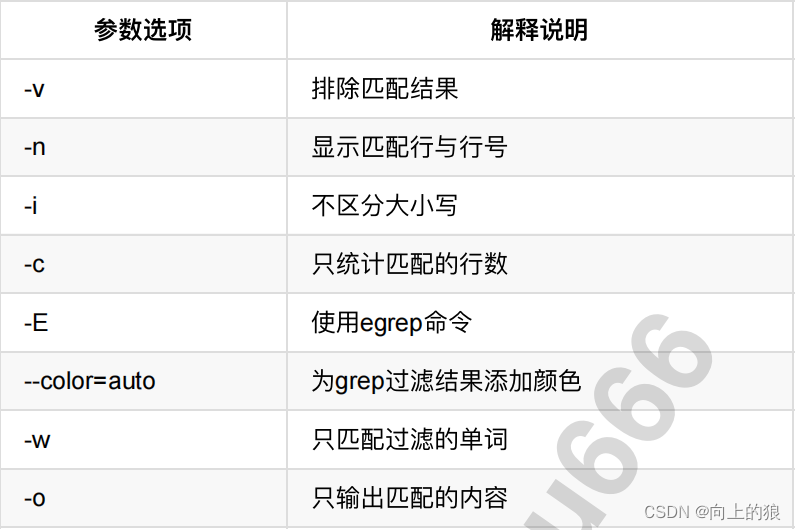 参数选项 解释说明
-v 排除匹配结果
-n 显示匹配行与行号
-i 不区分大小写
-c 只统计匹配的行数
-E 使用egrep命令
--color=auto 为grep过滤结果添加颜色
-w 只匹配过滤的单词
-o 只输出匹配的内容
u666
CSDN @向上的狼